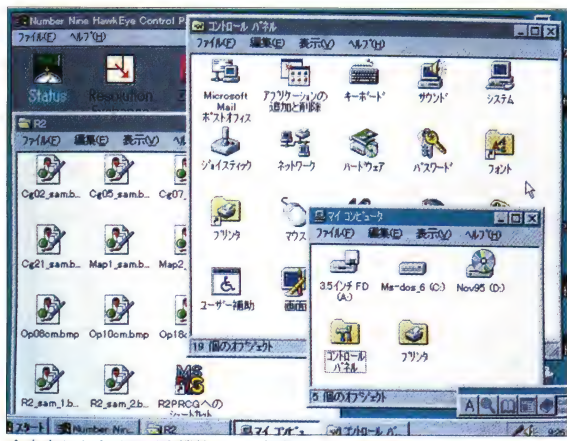 Number Nine HawkEye Control P
ファイル(F) ヘルプ(H)
Status
Resolution
R2
ファイル(F) 編集(E) 表示(V)
Cg02_sam.b... Cg05_sam.b... Cg07_
Cg21_sam.b... Map1_sam.b... Map2_
Op08om.bmp Op10om.bmp Op18
R2_sam_1.b... R2_sam_2.b... R2PRCGへの
ショートカット
コントロール パネル
ファイル(F) 編集(E) 表示(V) ヘルプ(H)
Microsoft Mail ポストオフィス
アプリケーションの追加と削除
キーボード
サウンド
システム
ジョイスティック
ネットワーク
ハードウェア
パスワード
フォント
プリンタ
マウス
ユーザー補助
画面
19 個のオブジェクト
マイ コンピュータ
ファイル(F) 編集(E) 表示(V) ヘルプ(H)
3.5インチ FD (A:)
Ms-dos_6 (C:)
Nov95 (D:)
コントロール パネル
プリンタ
5 個のオブジェクト
スタート Number Nin... R2 マイ コンピュ... コントロール パ...